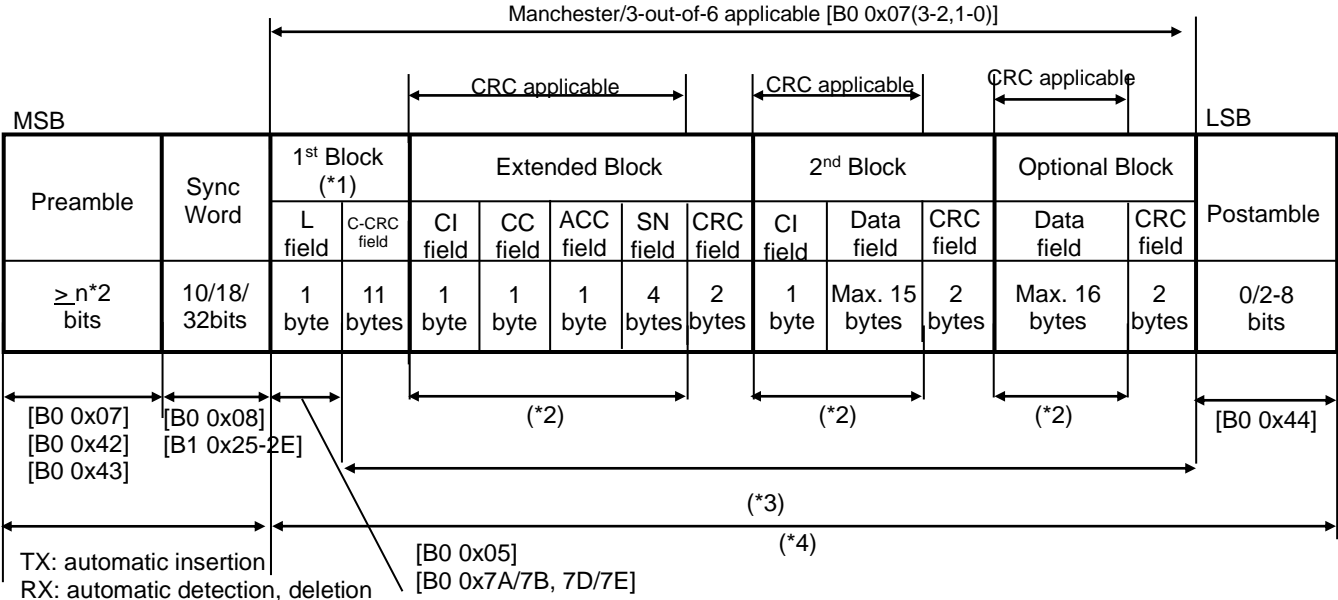 Manchester/3-out-of-6 applicable [B0 0x07(3-2,1-0)]
CRC applicable
CRC applicable
CRC applicable
MSB
LSB
Preamble
Sync
Word
1st Block
(*1)
Extended Block
2nd Block
Optional Block
Postamble
L
field
C-CRC
field
CI
field
CC
field
ACC
field
SN
field
CRC
field
CI
field
Data
field
CRC
field
Data
field
CRC
field
≥ n*2
bits
10/18/
32bits
1
byte
11
bytes
1
byte
1
byte
1
byte
4
bytes
2
bytes
1
byte
Max. 15
bytes
2
bytes
Max. 16
bytes
2
bytes
0/2-8
bits
[B0 0x07]
[B0 0x42]
[B0 0x43]
[B0 0x08]
[B1 0x25-2E]
(*2)
(*2)
(*2)
[B0 0x44]
(*3)
(*4)
TX: automatic insertion
RX: automatic detection, deletion
[B0 0x05]
[B0 0x7A/7B, 7D/7E]